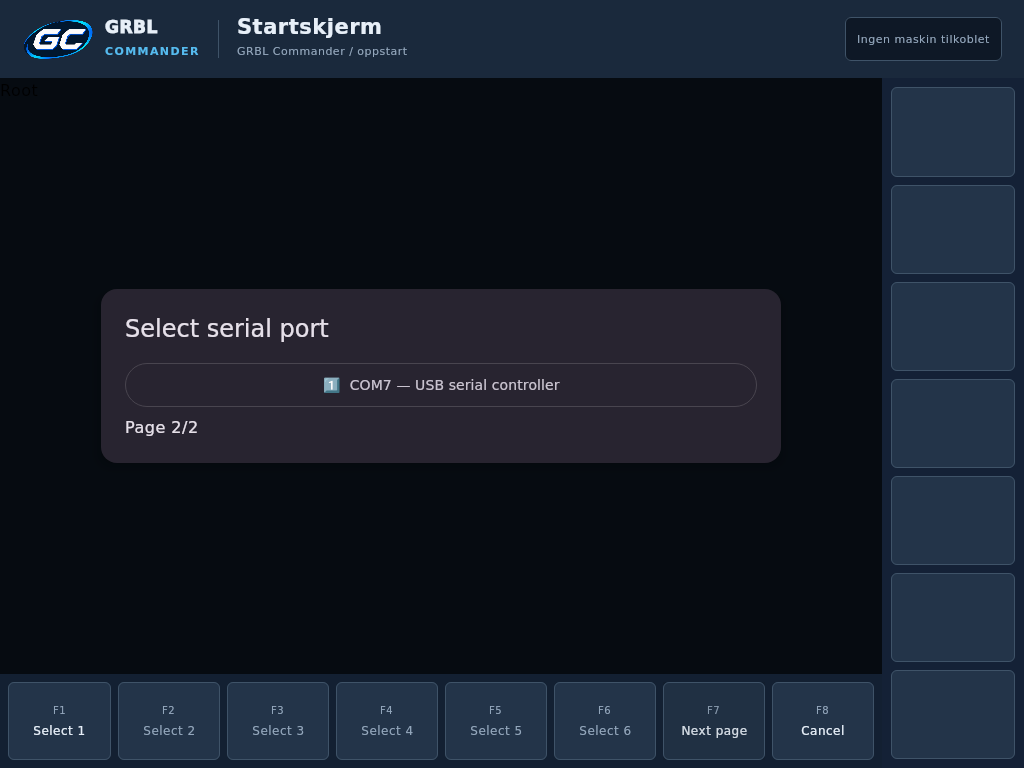 GC
GRBL
COMMANDER
Startskjerm
GRBL Commander / oppstart
Ingen maskin tilkoblet
Root
Select serial port
1️⃣ COM7 — USB serial controller
Page 2/2
F1
Select 1
F2
Select 2
F3
Select 3
F4
Select 4
F5
Select 5
F6
Select 6
F7
Next page
F8
Cancel